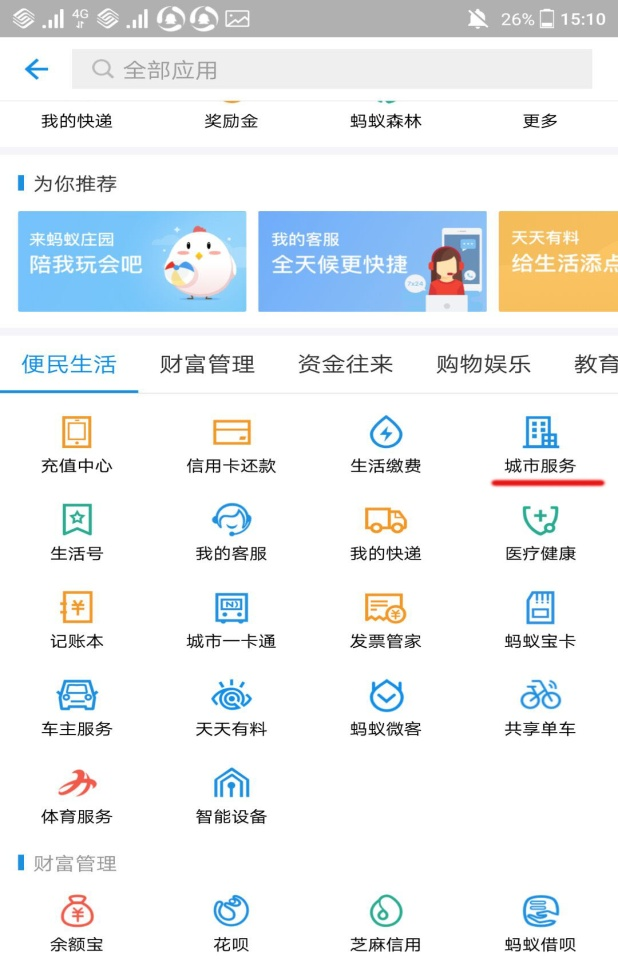 4G 26% 15:10
全部应用
我的快递 奖励金 蚂蚁森林 更多
为你推荐
来蚂蚁庄园 我的客服 天天有料
陪我玩会吧 全天候更快捷 给生活添点
7x24
便民生活 财富管理 资金往来 购物娱乐 教育
充值中心 信用卡还款 生活缴费 城市服务
生活号 我的客服 我的快递 医疗健康
记账本 城市一卡通 发票管家 蚂蚁宝卡
车主服务 天天有料 蚂蚁微客 共享单车
体育服务 智能设备
财富管理
余额宝 花呗 芝麻信用 蚂蚁借呗